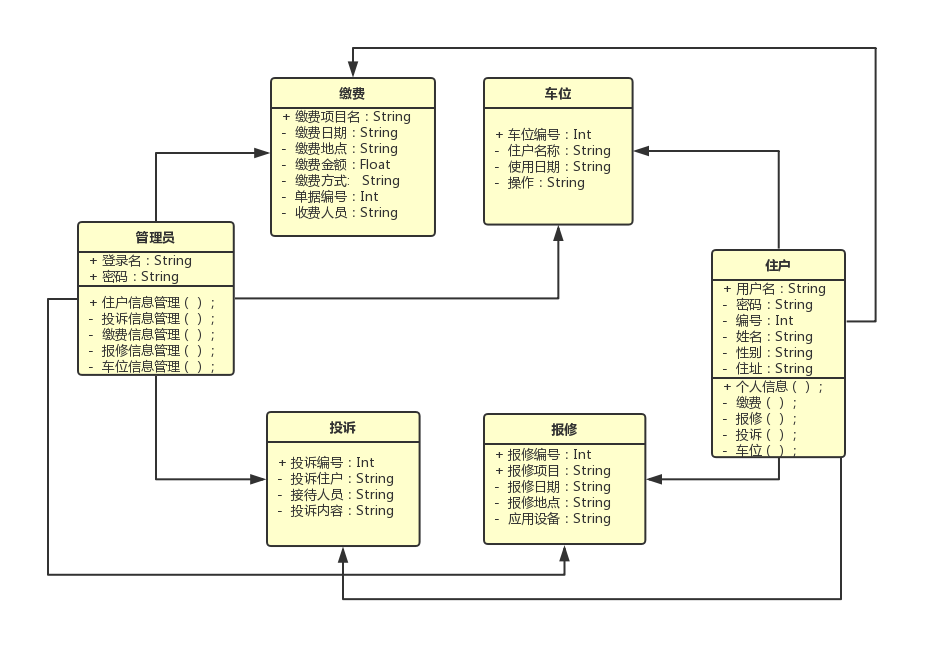 缴费
+ 缴费项目名：String
- 缴费日期：String
- 缴费地点：String
- 缴费金额：Float
- 缴费方式:  String
- 单据编号：Int
- 收费人员：String
车位
+ 车位编号：Int
- 住户名称：String
- 使用日期：String
- 操作：String
管理员
+ 登录名：String
+ 密码：String
+ 住户信息管理（ ）；
- 投诉信息管理（ ）；
- 缴费信息管理（ ）；
- 报修信息管理（ ）；
- 车位信息管理（ ）；
住户
+ 用户名：String
- 密码：String
- 编号：Int
- 姓名：String
- 性别：String
- 住址：String
+ 个人信息（ ）；
- 缴费（ ）；
- 报修（ ）；
- 投诉（ ）；
- 车位（ ）；
投诉
+ 投诉编号：Int
- 投诉住户：String
- 接待人员：String
- 投诉内容：String
报修
+ 报修编号：Int
+ 报修项目：String
- 报修日期：String
- 报修地点：String
- 应用设备：String